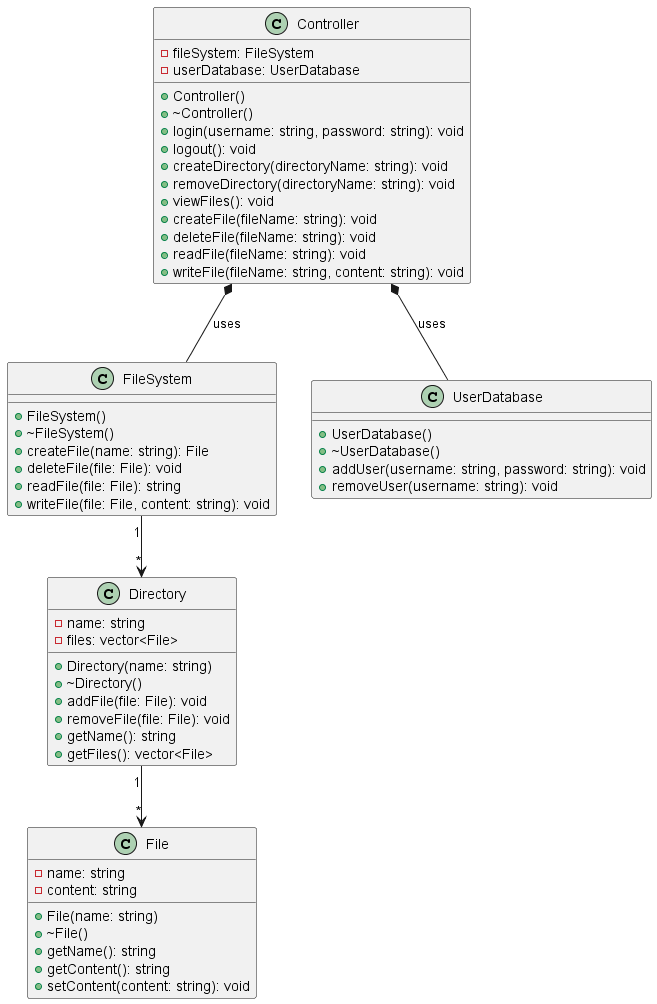 C Controller
fileSystem: FileSystem
userDatabase: UserDatabase
Controller()
~Controller()
login(username: string, password: string): void
logout(): void
createDirectory(directoryName: string): void
removeDirectory(directoryName: string): void
viewFiles(): void
createFile(fileName: string): void
deleteFile(fileName: string): void
readFile(fileName: string): void
writeFile(fileName: string, content: string): void
uses
uses
C FileSystem
FileSystem()
~FileSystem()
createFile(name: string): File
deleteFile(file: File): void
readFile(file: File): string
writeFile(file: File, content: string): void
C UserDatabase
UserDatabase()
~UserDatabase()
addUser(username: string, password: string): void
removeUser(username: string): void
1
*
C Directory
name: string
files: vector<File>
Directory(name: string)
~Directory()
addFile(file: File): void
removeFile(file: File): void
getName(): string
getFiles(): vector<File>
1
*
C File
name: string
content: string
File(name: string)
~File()
getName(): string
getContent(): string
setContent(content: string): void